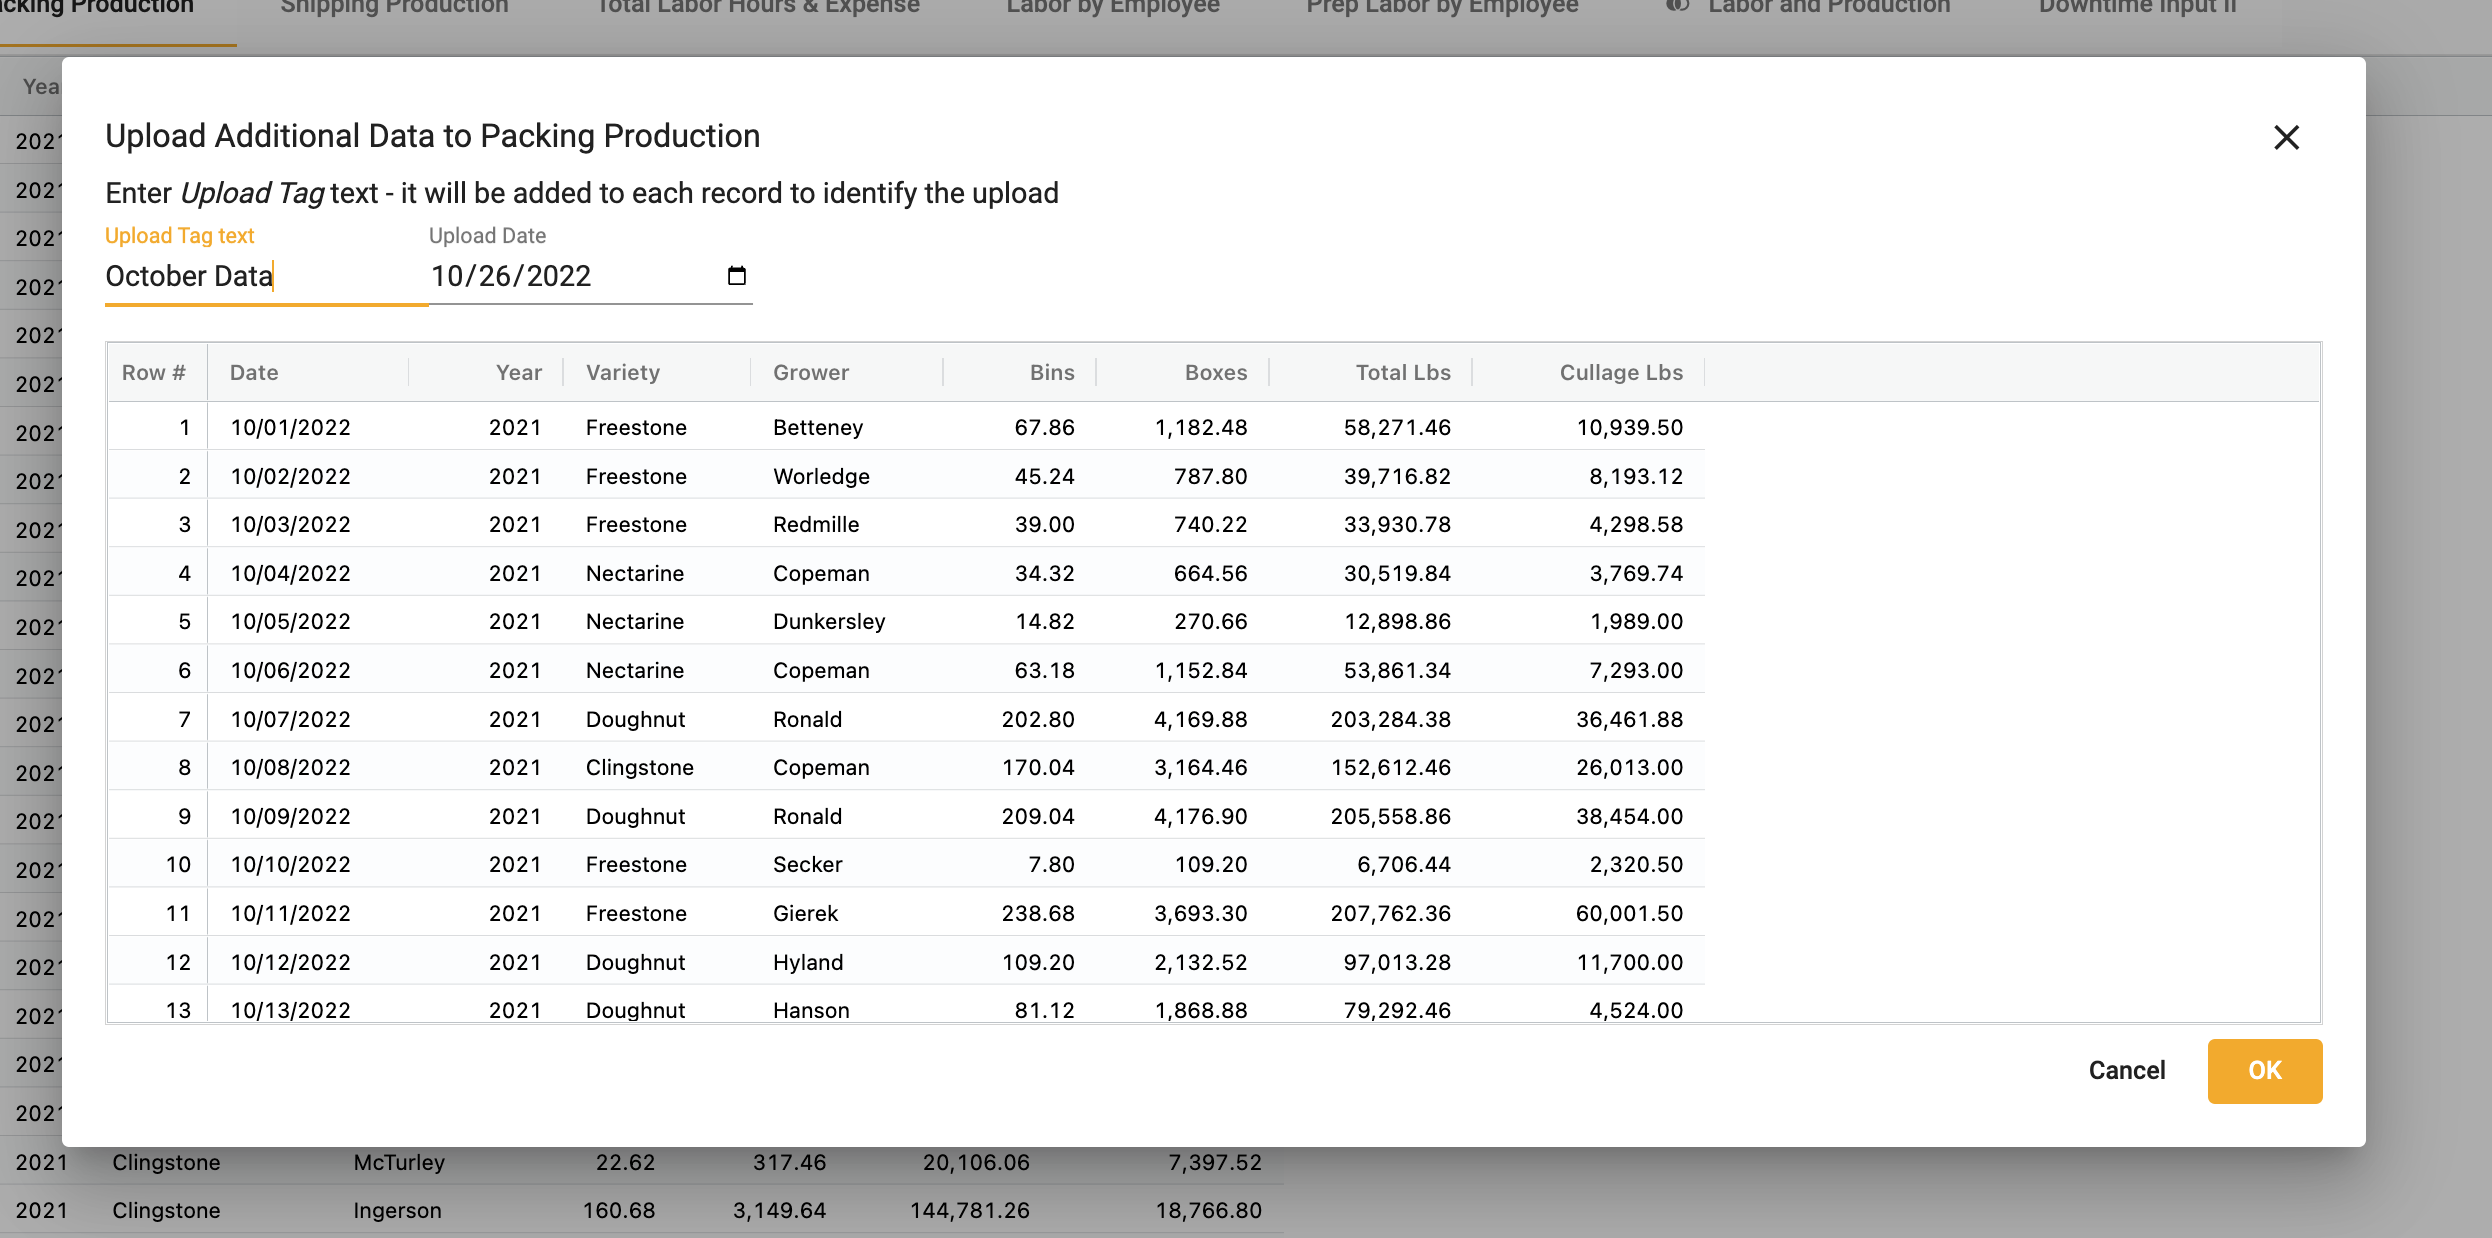 Packing Production Shipping Production Total Labor Hours & Expense Labor by Employee Prep Labor by Employee Labor and Production Downtime Input II
Upload Additional Data to Packing Production
Enter Upload Tag text - it will be added to each record to identify the upload
Upload Tag text Upload Date
October Data 10/26/2022
Row # Date Year Variety Grower Bins Boxes Total Lbs Cullage Lbs
1 10/01/2022 2021 Freestone Betteney 67.86 1,182.48 58,271.46 10,939.50
2 10/02/2022 2021 Freestone Worledge 45.24 787.80 39,716.82 8,193.12
3 10/03/2022 2021 Freestone Redmille 39.00 740.22 33,930.78 4,298.58
4 10/04/2022 2021 Nectarine Copeman 34.32 664.56 30,519.84 3,769.74
5 10/05/2022 2021 Nectarine Dunkersley 14.82 270.66 12,898.86 1,989.00
6 10/06/2022 2021 Nectarine Copeman 63.18 1,152.84 53,861.34 7,293.00
7 10/07/2022 2021 Doughnut Ronald 202.80 4,169.88 203,284.38 36,461.88
8 10/08/2022 2021 Clingstone Copeman 170.04 3,164.46 152,612.46 26,013.00
9 10/09/2022 2021 Doughnut Ronald 209.04 4,176.90 205,558.86 38,454.00
10 10/10/2022 2021 Freestone Secker 7.80 109.20 6,706.44 2,320.50
11 10/11/2022 2021 Freestone Gierek 238.68 3,693.30 207,762.36 60,001.50
12 10/12/2022 2021 Doughnut Hyland 109.20 2,132.52 97,013.28 11,700.00
13 10/13/2022 2021 Doughnut Hanson 81.12 1,868.88 79,292.46 4,524.00
Cancel OK
2021 Clingstone McTurley 22.62 317.46 20,106.06 7,397.52
2021 Clingstone Ingerson 160.68 3,149.64 144,781.26 18,766.80